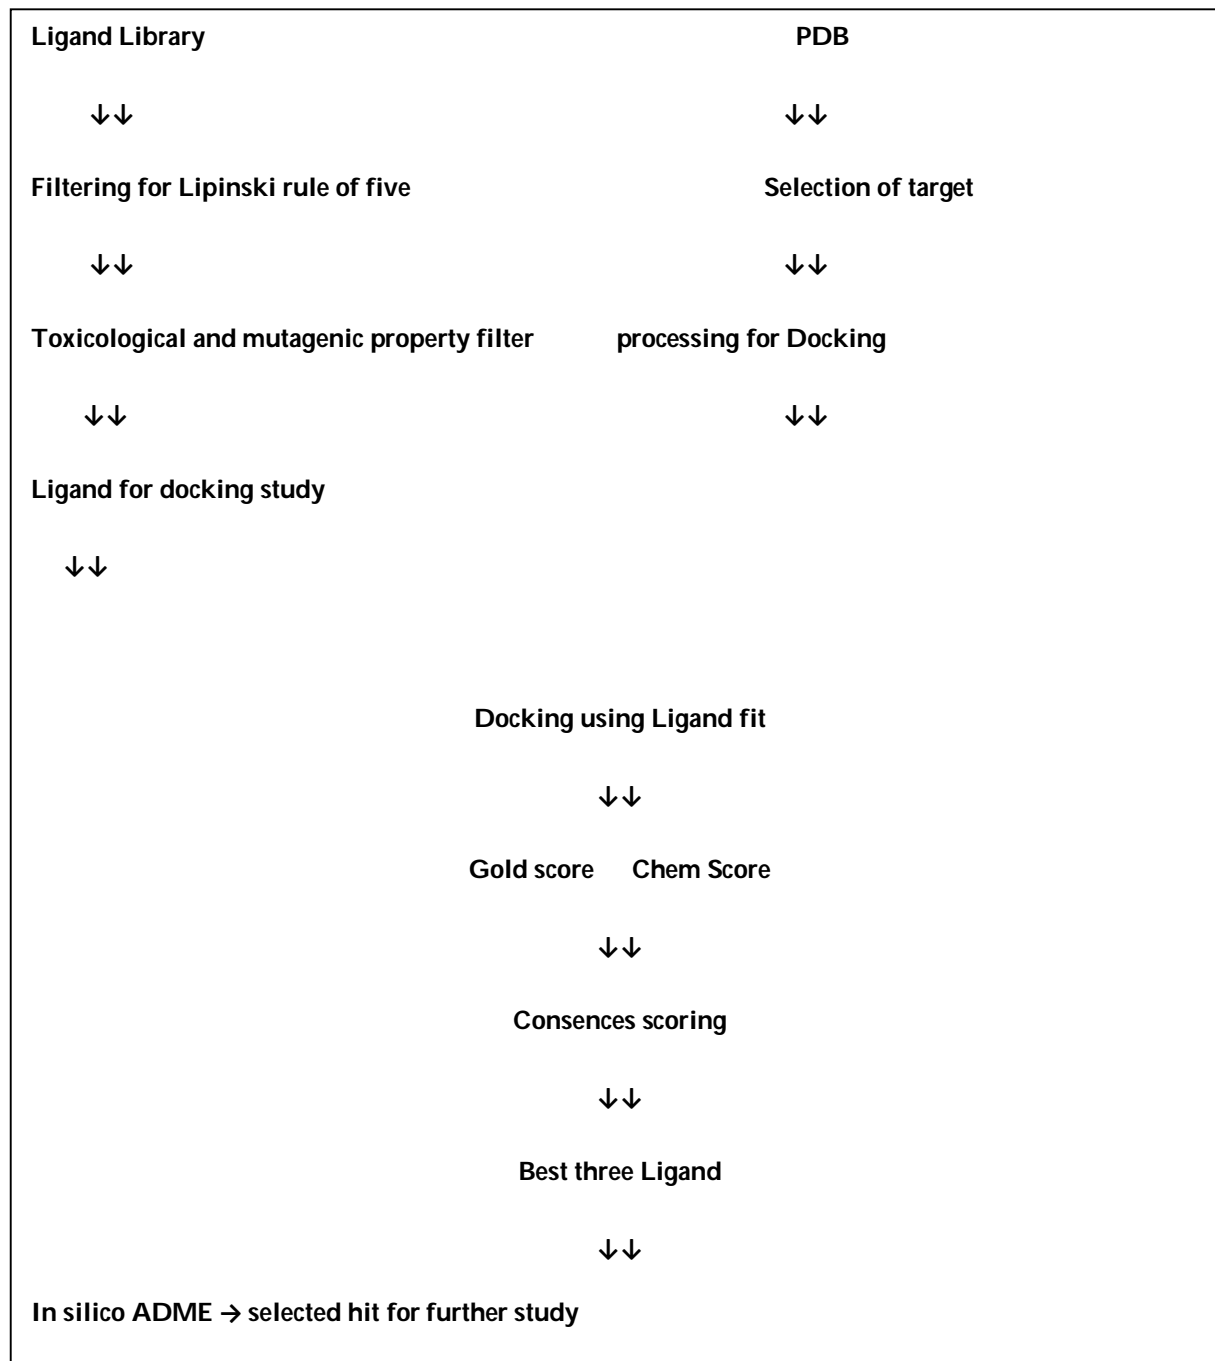 Ligand Library PDB
↓↓ ↓↓
Filtering for Lipinski rule of five Selection of target
↓↓ ↓↓
Toxicological and mutagenic property filter processing for Docking
↓↓ ↓↓
Ligand for docking study
↓↓
Docking using Ligand fit
↓↓
Gold score Chem Score
↓↓
Consences scoring
↓↓
Best three Ligand
↓↓
In silico ADME → selected hit for further study